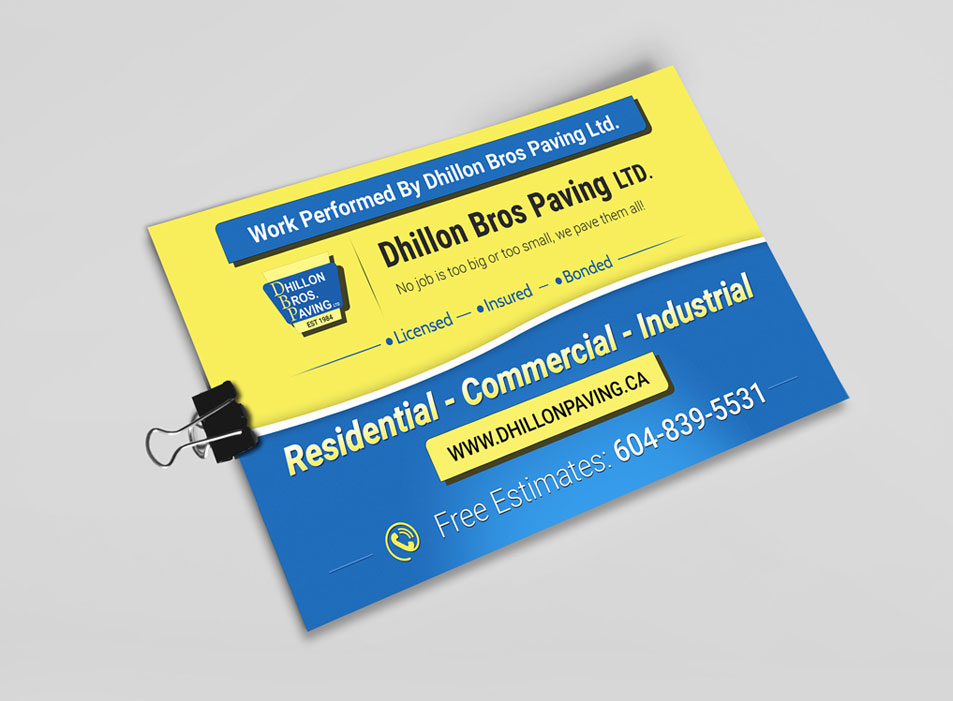 Work Performed By Dhillon Bros Paving Ltd.
Dhillon Bros Paving LTD.
No job is too big or too small, we pave them all!
DHILLON
BROS.
PAVING LTD
EST 1984
•Licensed — •Insured — •Bonded
Residential - Commercial - Industrial
WWW.DHILLONPAVING.CA
Free Estimates: 604-839-5531